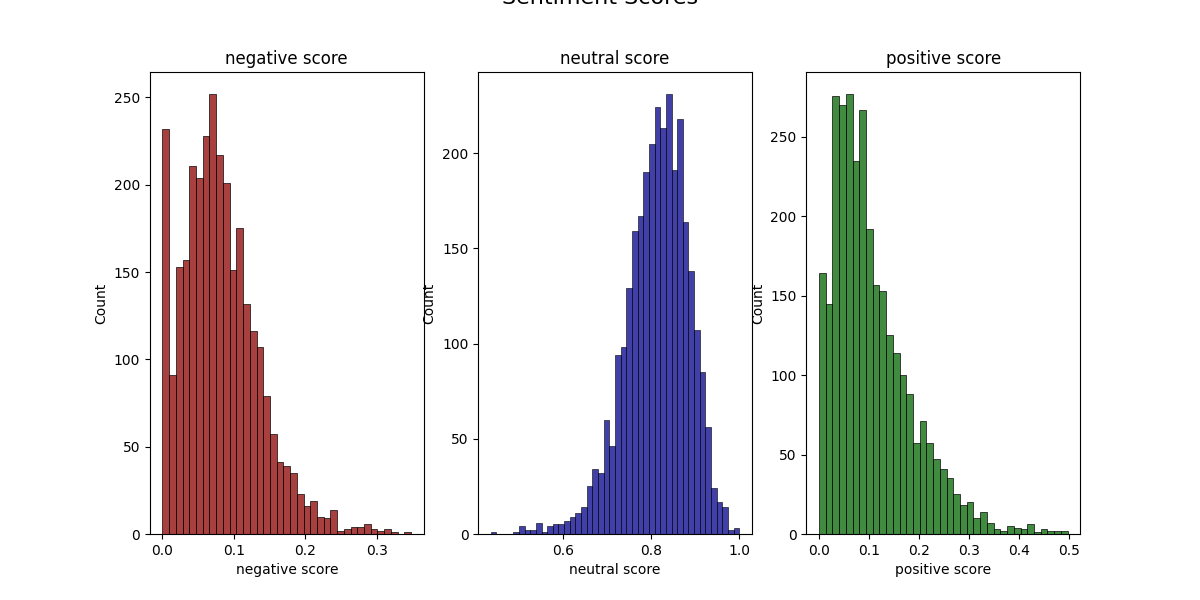 Sentiment Scores
negative score
250
200
150
100
50
0
Count
0.0 0.1 0.2 0.3
negative score
neutral score
200
150
100
50
0
Count
0.6 0.8 1.0
neutral score
positive score
250
200
150
100
50
0
Count
0.0 0.1 0.2 0.3 0.4 0.5
positive score